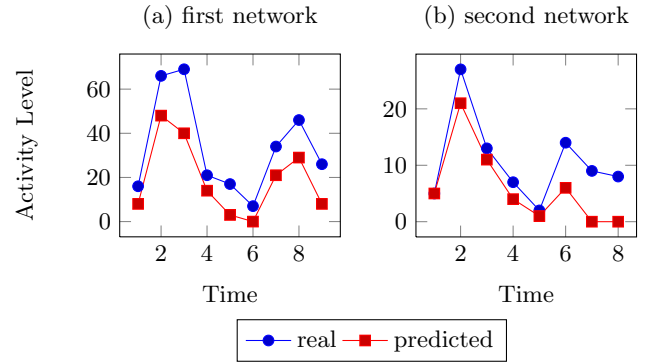 (a) first network
(b) second network
Activity Level
60
40
20
0
2
4
6
8
Time
20
10
0
2
4
6
8
Time
real
predicted